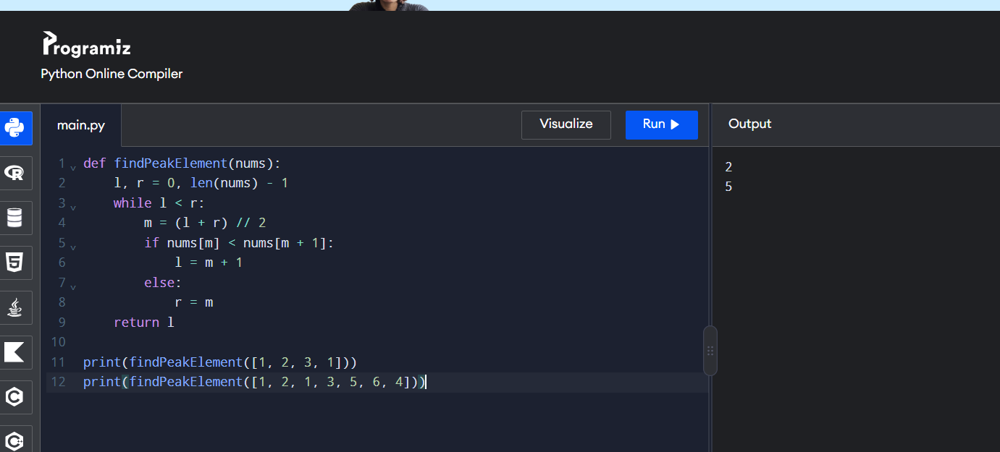 Programiz
Python Online Compiler
main.py
Visualize
Run
Output
1 def findPeakElement(nums):
2     l, r = 0, len(nums) - 1
3     while l < r:
4         m = (l + r) // 2
5         if nums[m] < nums[m + 1]:
6             l = m + 1
7         else:
8             r = m
9     return l
10
11 print(findPeakElement([1, 2, 3, 1]))
12 print(findPeakElement([1, 2, 1, 3, 5, 6, 4]))
2
5